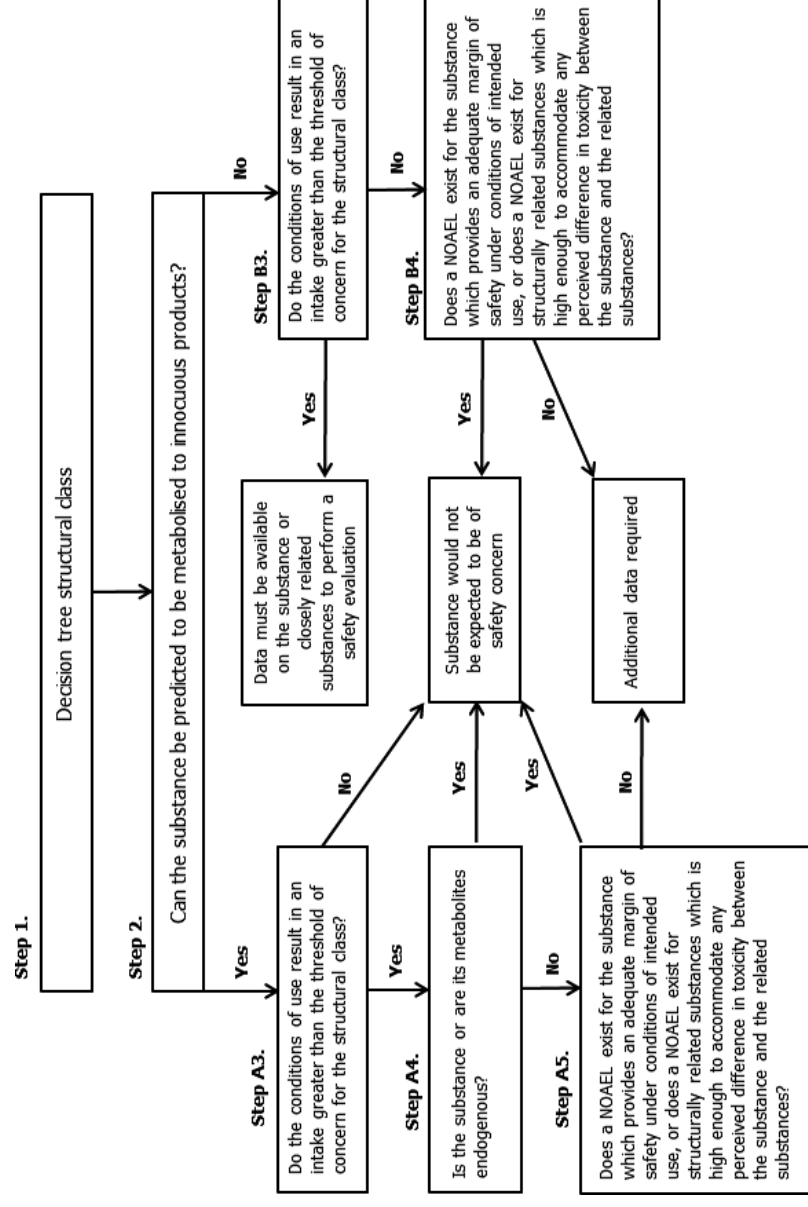 Step 1.
Decision tree structural class
Step 2.
Can the substance be predicted to be metabolised to innocuous products?
Yes
No
Step A3.
Do the conditions of use result in an
intake greater than the threshold of
concern for the structural class?
No
Data must be available
on the substance or
closely related
substances to perform a
safety evaluation
Yes
Step B3.
Do the conditions of use result in an
intake greater than the threshold of
concern for the structural class?
Yes
No
Step A4.
Is the substance or are its metabolites
endogenous?
Yes
Substance would not
be expected to be of
safety concern
Yes
Step B4.
Does a NOAEL exist for the substance
which provides an adequate margin of
safety under conditions of intended
use, or does a NOAEL exist for
structurally related substances which is
high enough to accommodate any
perceived difference in toxicity between
the substance and the related
substances?
No
Yes
No
Step A5.
Does a NOAEL exist for the substance
which provides an adequate margin of
safety under conditions of intended
use, or does a NOAEL exist for
structurally related substances which is
high enough to accommodate any
perceived difference in toxicity between
the substance and the related
substances?
No
Additional data required